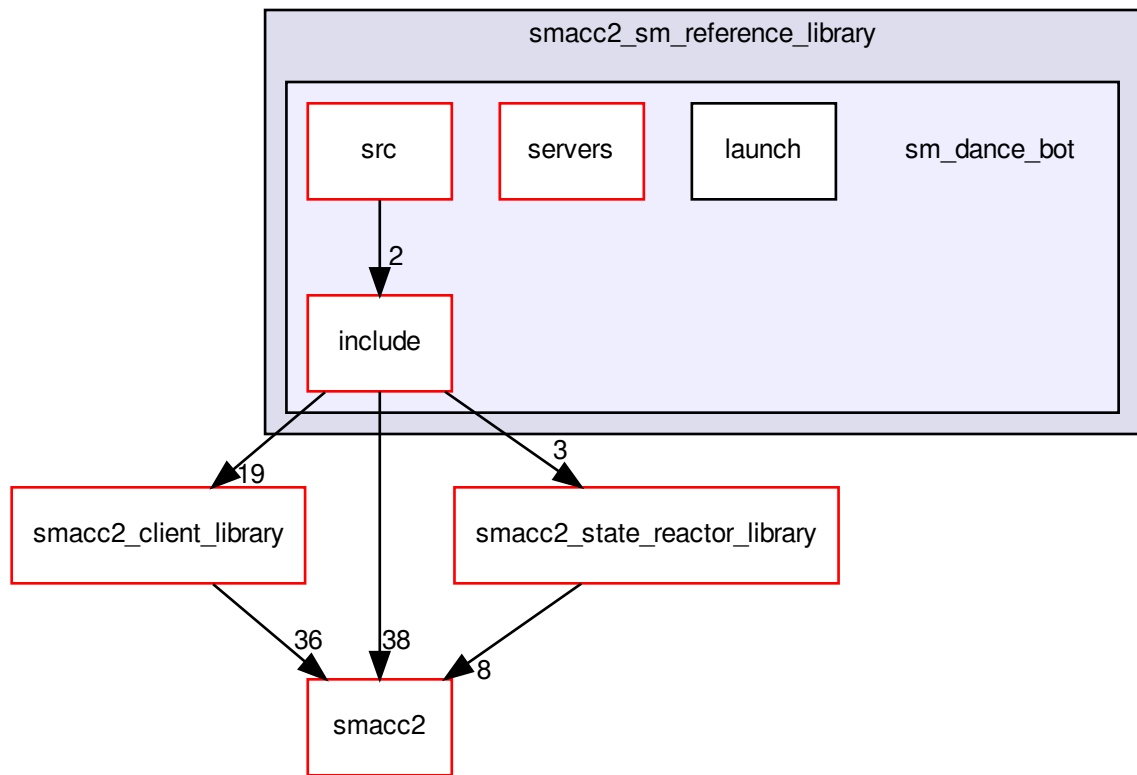 smacc2_sm_reference_library
src
servers
launch
sm_dance_bot
2
include
19
3
smacc2_client_library
smacc2_state_reactor_library
36
38
8
smacc2